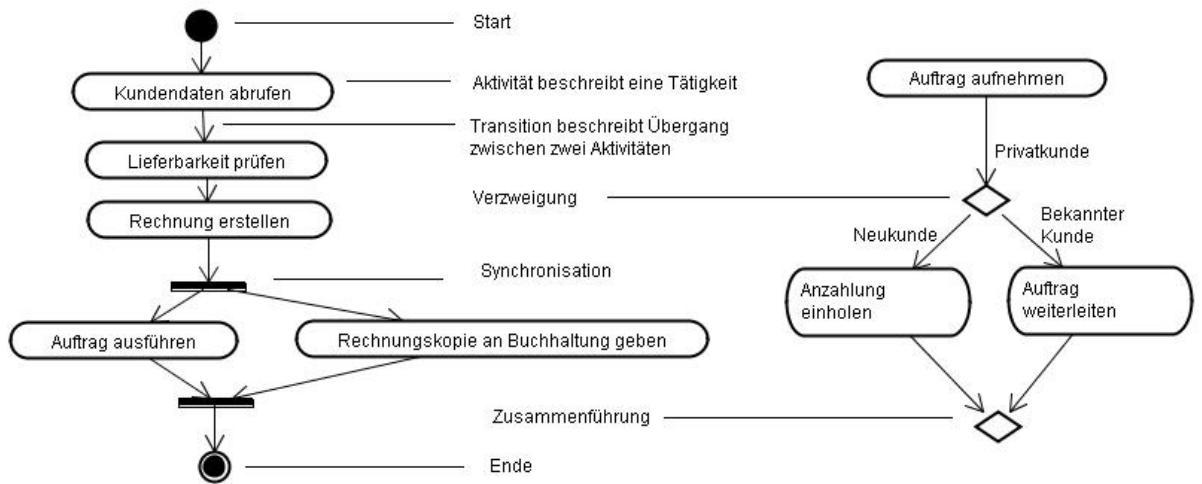 Start
Kundendaten abrufen
Aktivität beschreibt eine Tätigkeit
Auftrag aufnehmen
Transition beschreibt Übergang
zwischen zwei Aktivitäten
Lieferbarkeit prüfen
Privatkunde
Verzweigung
Rechnung erstellen
Neukunde
Bekannter
Kunde
Synchronisation
Anzahlung
einholen
Auftrag
weiterleiten
Auftrag ausführen
Rechnungskopie an Buchhaltung geben
Zusammenführung
Ende